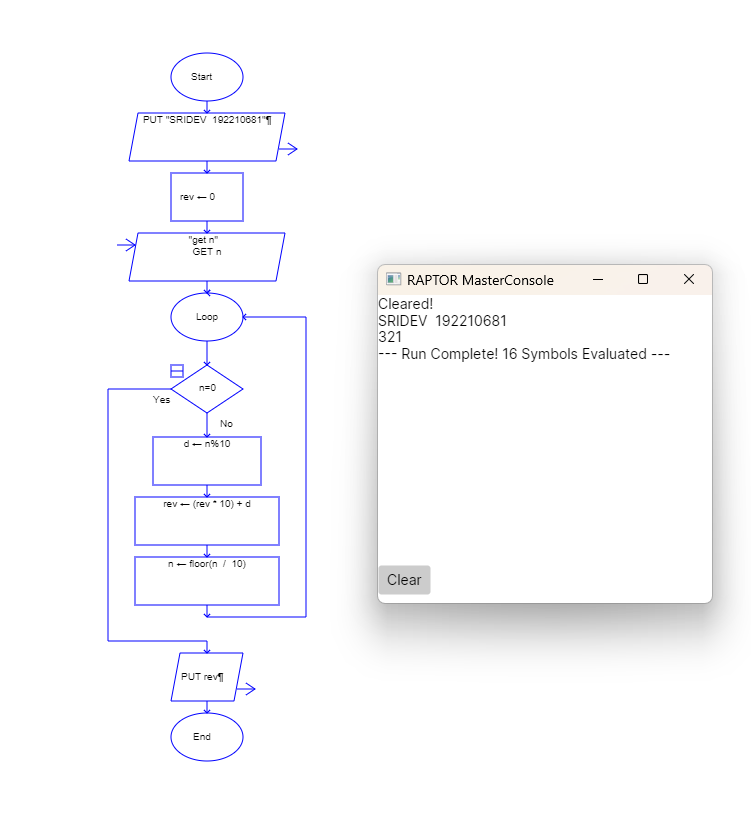 Start
PUT "SRIDEV  192210681"¶
rev ← 0
"get n"
GET n
Loop
n=0
Yes
No
d ← n%10
rev ← (rev * 10) + d
n ← floor(n  /  10)
PUT rev¶
End
RAPTOR MasterConsole
Cleared!
SRIDEV  192210681
321
--- Run Complete! 16 Symbols Evaluated ---
Clear